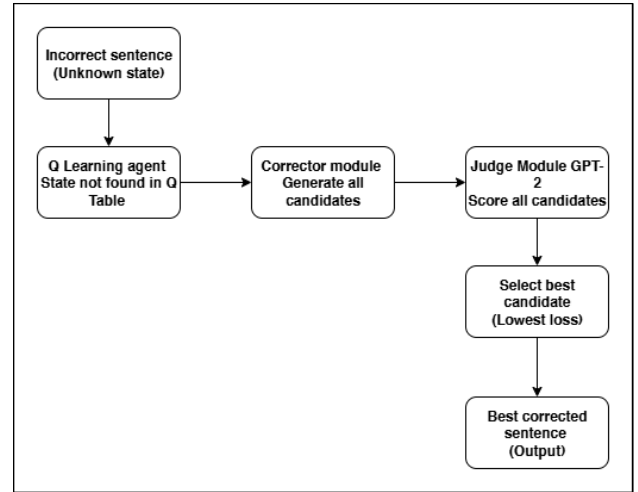 Incorrect sentence
(Unknown state)
Q Learning agent
State not found in Q
Table
Corrector module
Generate all
candidates
Judge Module GPT-
2
Score all candidates
Select best
candidate
(Lowest loss)
Best corrected
sentence
(Output)